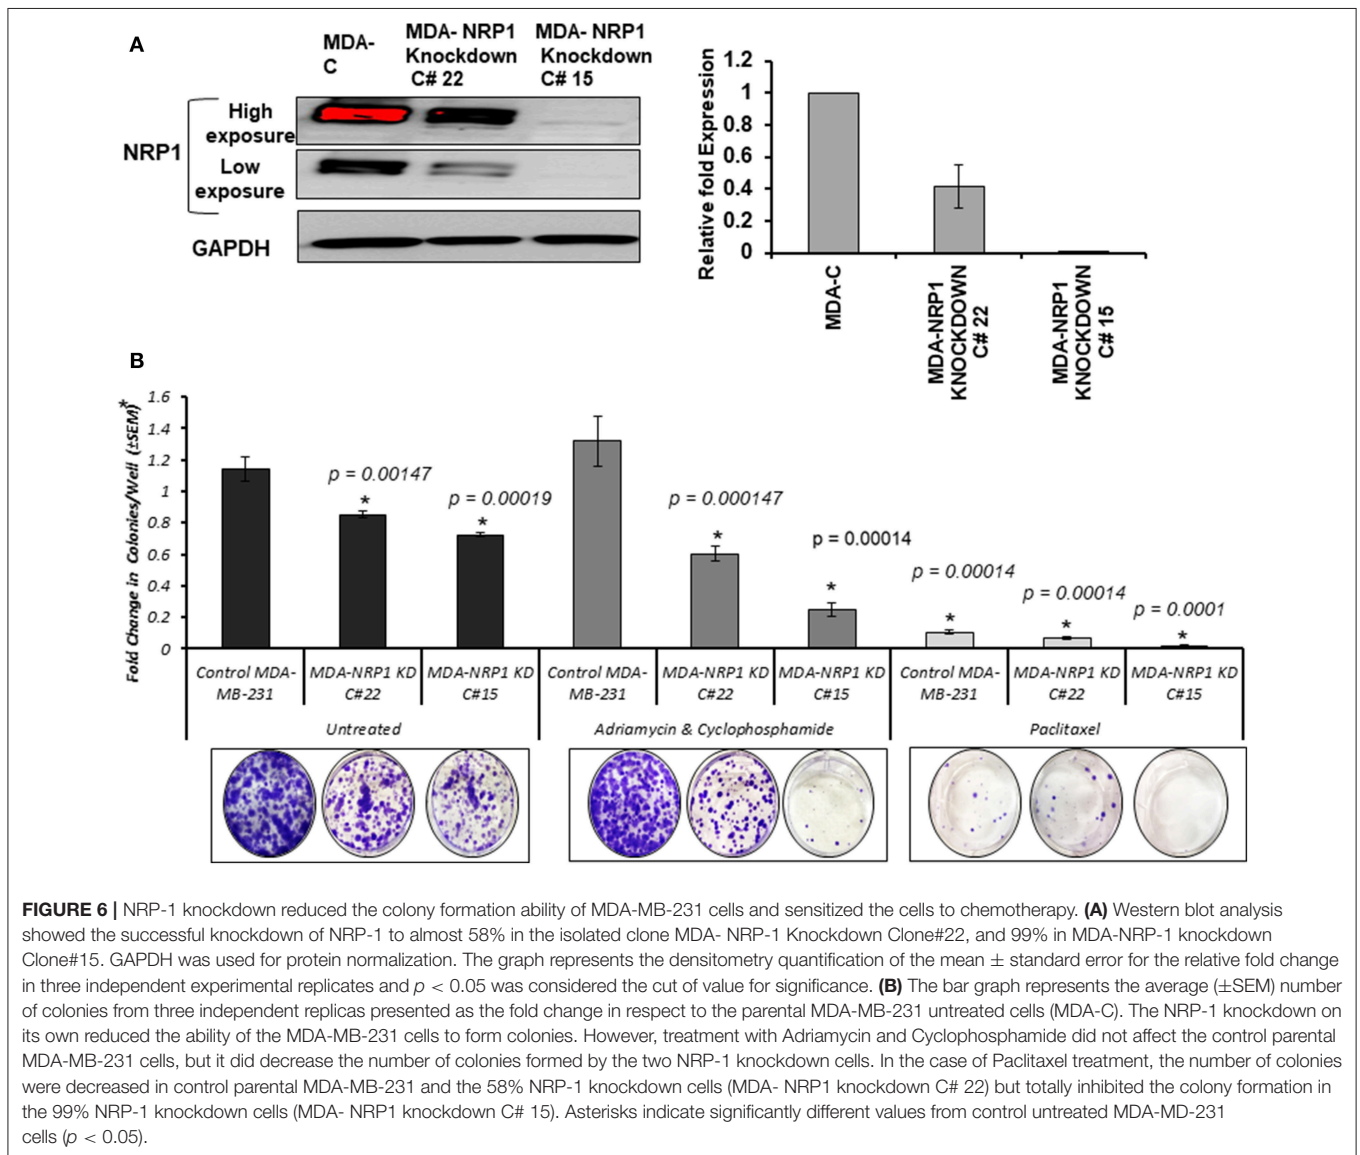 A
MDA-
C
MDA- NRP1
Knockdown
C# 22
MDA- NRP1
Knockdown
C# 15
NRP1
High
exposure
Low
exposure
GAPDH
Relative fold Expression
1.2
1
0.8
0.6
0.4
0.2
0
MDA-C
MDA-NRP1
KNOCKDOWN
C# 22
MDA-NRP1
KNOCKDOWN
C# 15
B
Fold Change in Colonies/Well (±SEM)*
1.6
1.4
1.2
1
0.8
0.6
0.4
0.2
0
p = 0.00147
*
p = 0.00019
*
p = 0.000147
*
p = 0.00014
*
p = 0.00014
*
p = 0.00014
*
p = 0.0001
*
Control MDA-
MB-231
MDA-NRP1 KD
C#22
MDA-NRP1 KD
C#15
Control MDA-
MB-231
MDA-NRP1 KD
C#22
MDA-NRP1 KD
C#15
Control MDA-
MB-231
MDA-NRP1 KD
C#22
MDA-NRP1 KD
C#15
Untreated
Adriamycin & Cyclophosphamide
Paclitaxel
FIGURE 6 | NRP-1 knockdown reduced the colony formation ability of MDA-MB-231 cells and sensitized the cells to chemotherapy. (A) Western blot analysis
showed the successful knockdown of NRP-1 to almost 58% in the isolated clone MDA- NRP-1 Knockdown Clone#22, and 99% in MDA-NRP-1 knockdown
Clone#15. GAPDH was used for protein normalization. The graph represents the densitometry quantification of the mean ± standard error for the relative fold change
in three independent experimental replicates and p < 0.05 was considered the cut of value for significance. (B) The bar graph represents the average (±SEM) number
of colonies from three independent replicas presented as the fold change in respect to the parental MDA-MB-231 untreated cells (MDA-C). The NRP-1 knockdown on
its own reduced the ability of the MDA-MB-231 cells to form colonies. However, treatment with Adriamycin and Cyclophosphamide did not affect the control parental
MDA-MB-231 cells, but it did decrease the number of colonies formed by the two NRP-1 knockdown cells. In the case of Paclitaxel treatment, the number of colonies
were decreased in control parental MDA-MB-231 and the 58% NRP-1 knockdown cells (MDA- NRP1 knockdown C# 22) but totally inhibited the colony formation in
the 99% NRP-1 knockdown cells (MDA- NRP1 knockdown C# 15). Asterisks indicate significantly different values from control untreated MDA-MD-231
cells (p < 0.05).